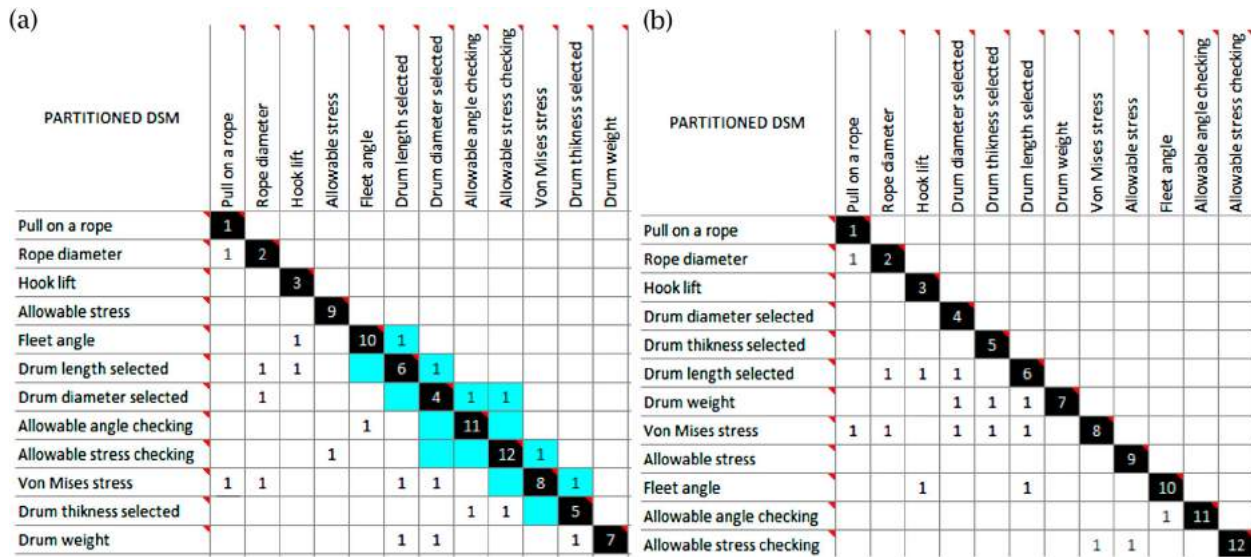 (a)
PARTITIONED DSM
Pull on a rope
Rope diameter
Hook lift
Allowable stress
Fleet angle
Drum length selected
Drum diameter selected
Allowable angle checking
Allowable stress checking
Von Mises stress
Drum thikness selected
Drum weight
Pull on a rope 1
Rope diameter 1 2
Hook lift 3
Allowable stress 9
Fleet angle 1 10 1
Drum length selected 1 1 6 1
Drum diameter selected 1 4 1 1
Allowable angle checking 1 11
Allowable stress checking 1 12 1
Von Mises stress 1 1 1 1 8 1
Drum thikness selected 1 1 5
Drum weight 1 1 1 7
(b)
PARTITIONED DSM
Pull on a rope
Rope diameter
Hook lift
Drum diameter selected
Drum thikness selected
Drum length selected
Drum weight
Von Mises stress
Allowable stress
Fleet angle
Allowable angle checking
Allowable stress checking
Pull on a rope 1
Rope diameter 1 2
Hook lift 3
Drum diameter selected 4
Drum thikness selected 5
Drum length selected 1 1 1 6
Drum weight 1 1 1 7
Von Mises stress 1 1 1 1 1 8
Allowable stress 9
Fleet angle 1 1 10
Allowable angle checking 1 11
Allowable stress checking 1 1 12